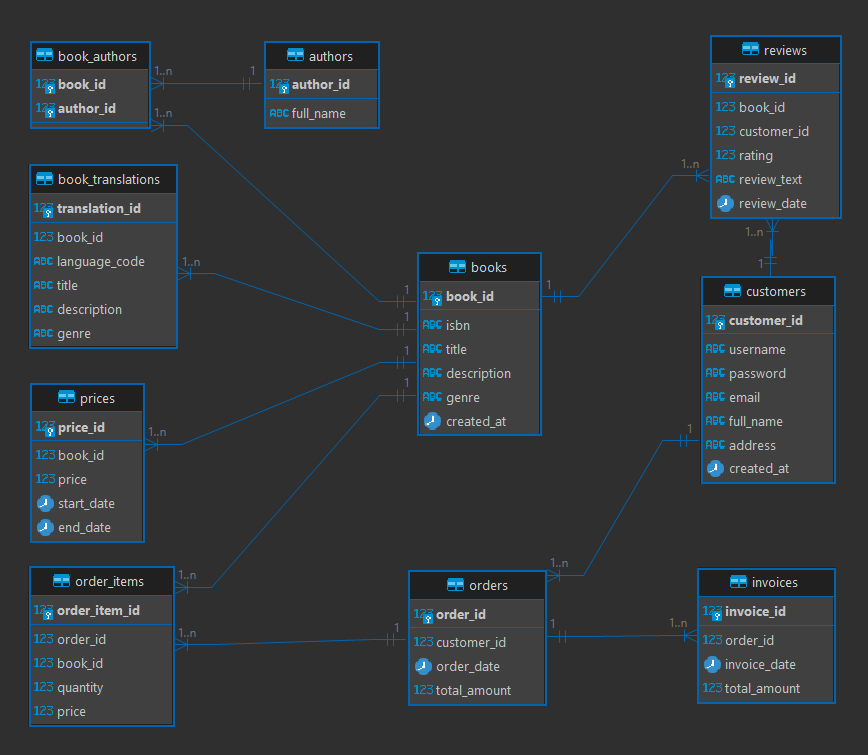 book_authors
123 book_id
123 author_id
1..n
1..n
1
authors
123 author_id
ABC full_name
reviews
123 review_id
123 book_id
123 customer_id
123 rating
ABC review_text
review_date
1..n
1..n
1
book_translations
123 translation_id
123 book_id
ABC language_code
ABC title
ABC description
ABC genre
1..n
1
1
1
1
books
123 book_id
ABC isbn
ABC title
ABC description
ABC genre
created_at
1
customers
123 customer_id
ABC username
ABC password
ABC email
ABC full_name
ABC address
created_at
1
prices
123 price_id
123 book_id
123 price
start_date
end_date
1..n
order_items
123 order_item_id
123 order_id
123 book_id
123 quantity
123 price
1..n
1..n
1
orders
123 order_id
123 customer_id
order_date
123 total_amount
1..n
1
1..n
invoices
123 invoice_id
123 order_id
invoice_date
123 total_amount